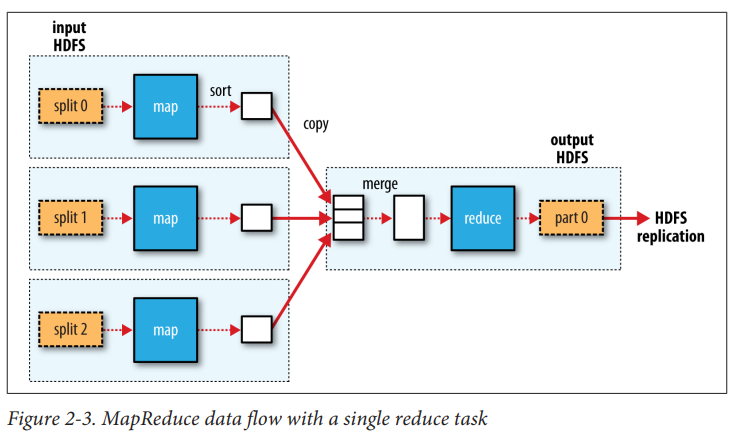 input
HDFS
split 0
map
sort
copy
split 1
map
split 2
map
merge
reduce
output
HDFS
part 0
HDFS
replication
Figure 2-3. MapReduce data flow with a single reduce task